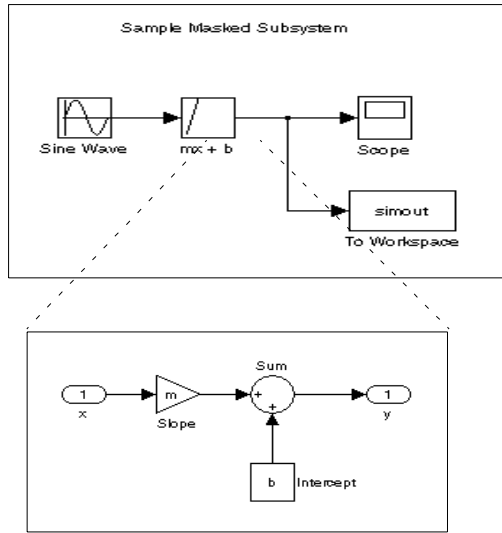 Sample Masked Subsystem
Sine Wave
mx + b
Scope
simout
To Workspace
Sum
1
x
m
Slope
+
+
1
y
b
Intercept